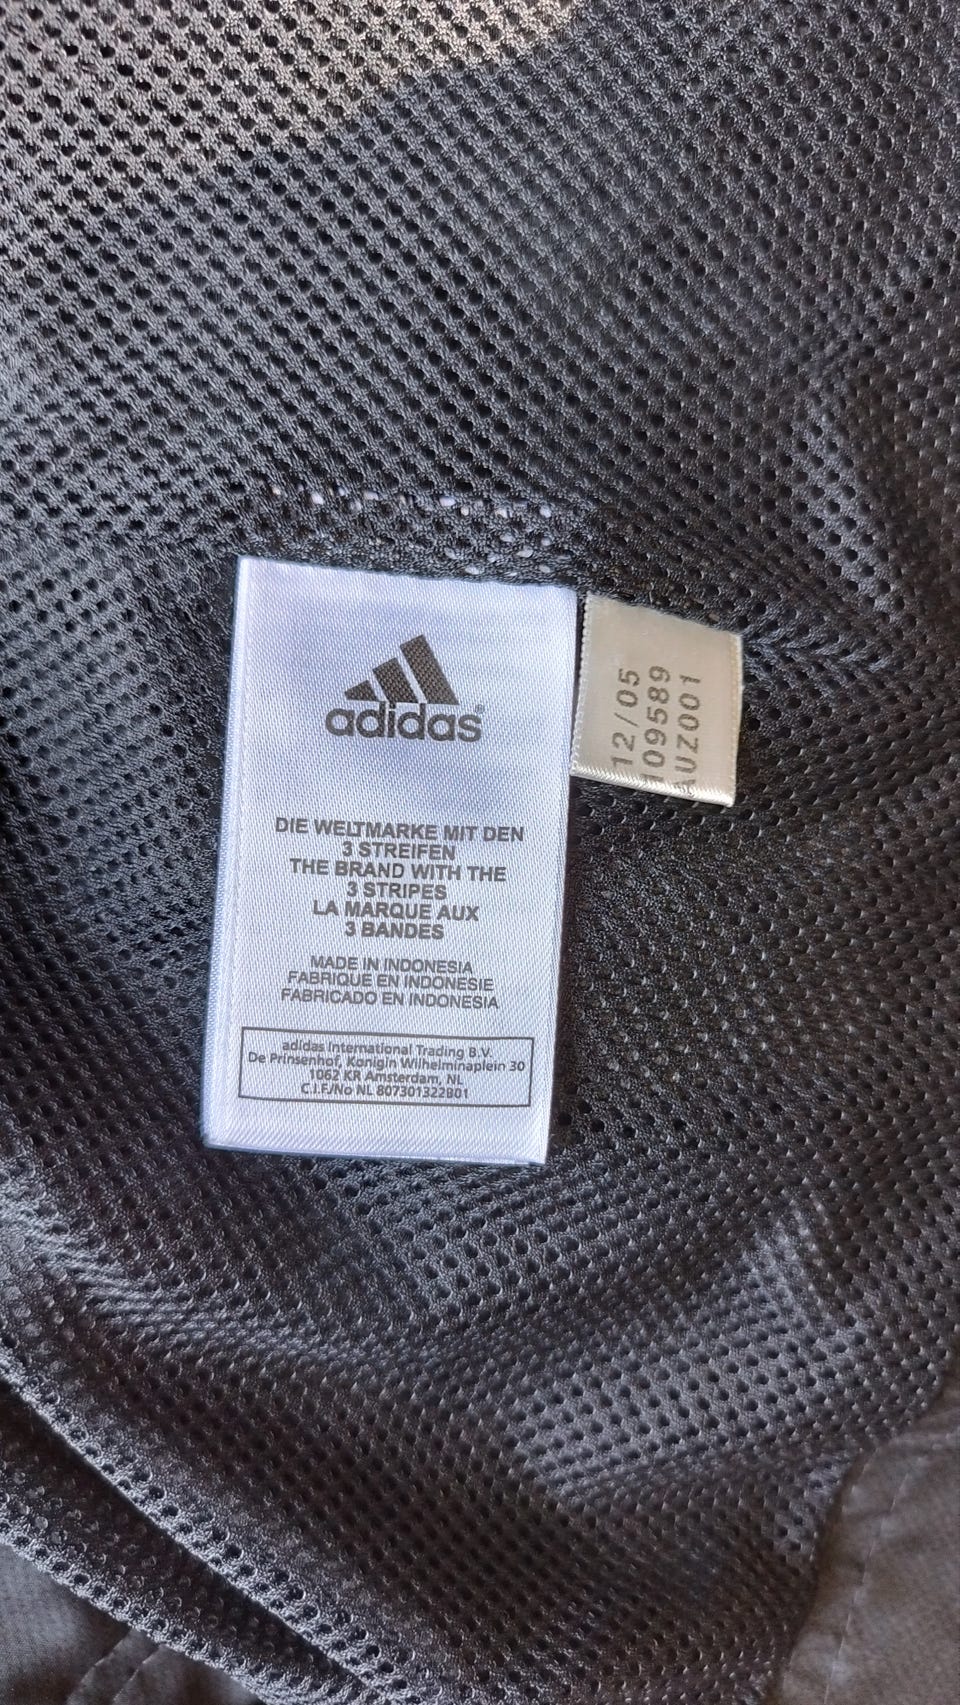 adidas®
DIE WELTMARKE MIT DEN
3 STREIFEN
THE BRAND WITH THE
3 STRIPES
LA MARQUE AUX
3 BANDES
MADE IN INDONESIA
FABRIQUE EN INDONESIE
FABRICADO EN INDONESIA
adidas International Trading B.V.
De Prinsenhof, Konigin Wilhelminaplein 30
1062 KR Amsterdam, NL
C.I.F./No NL 807301322B01
12/05
109589
AUZ001